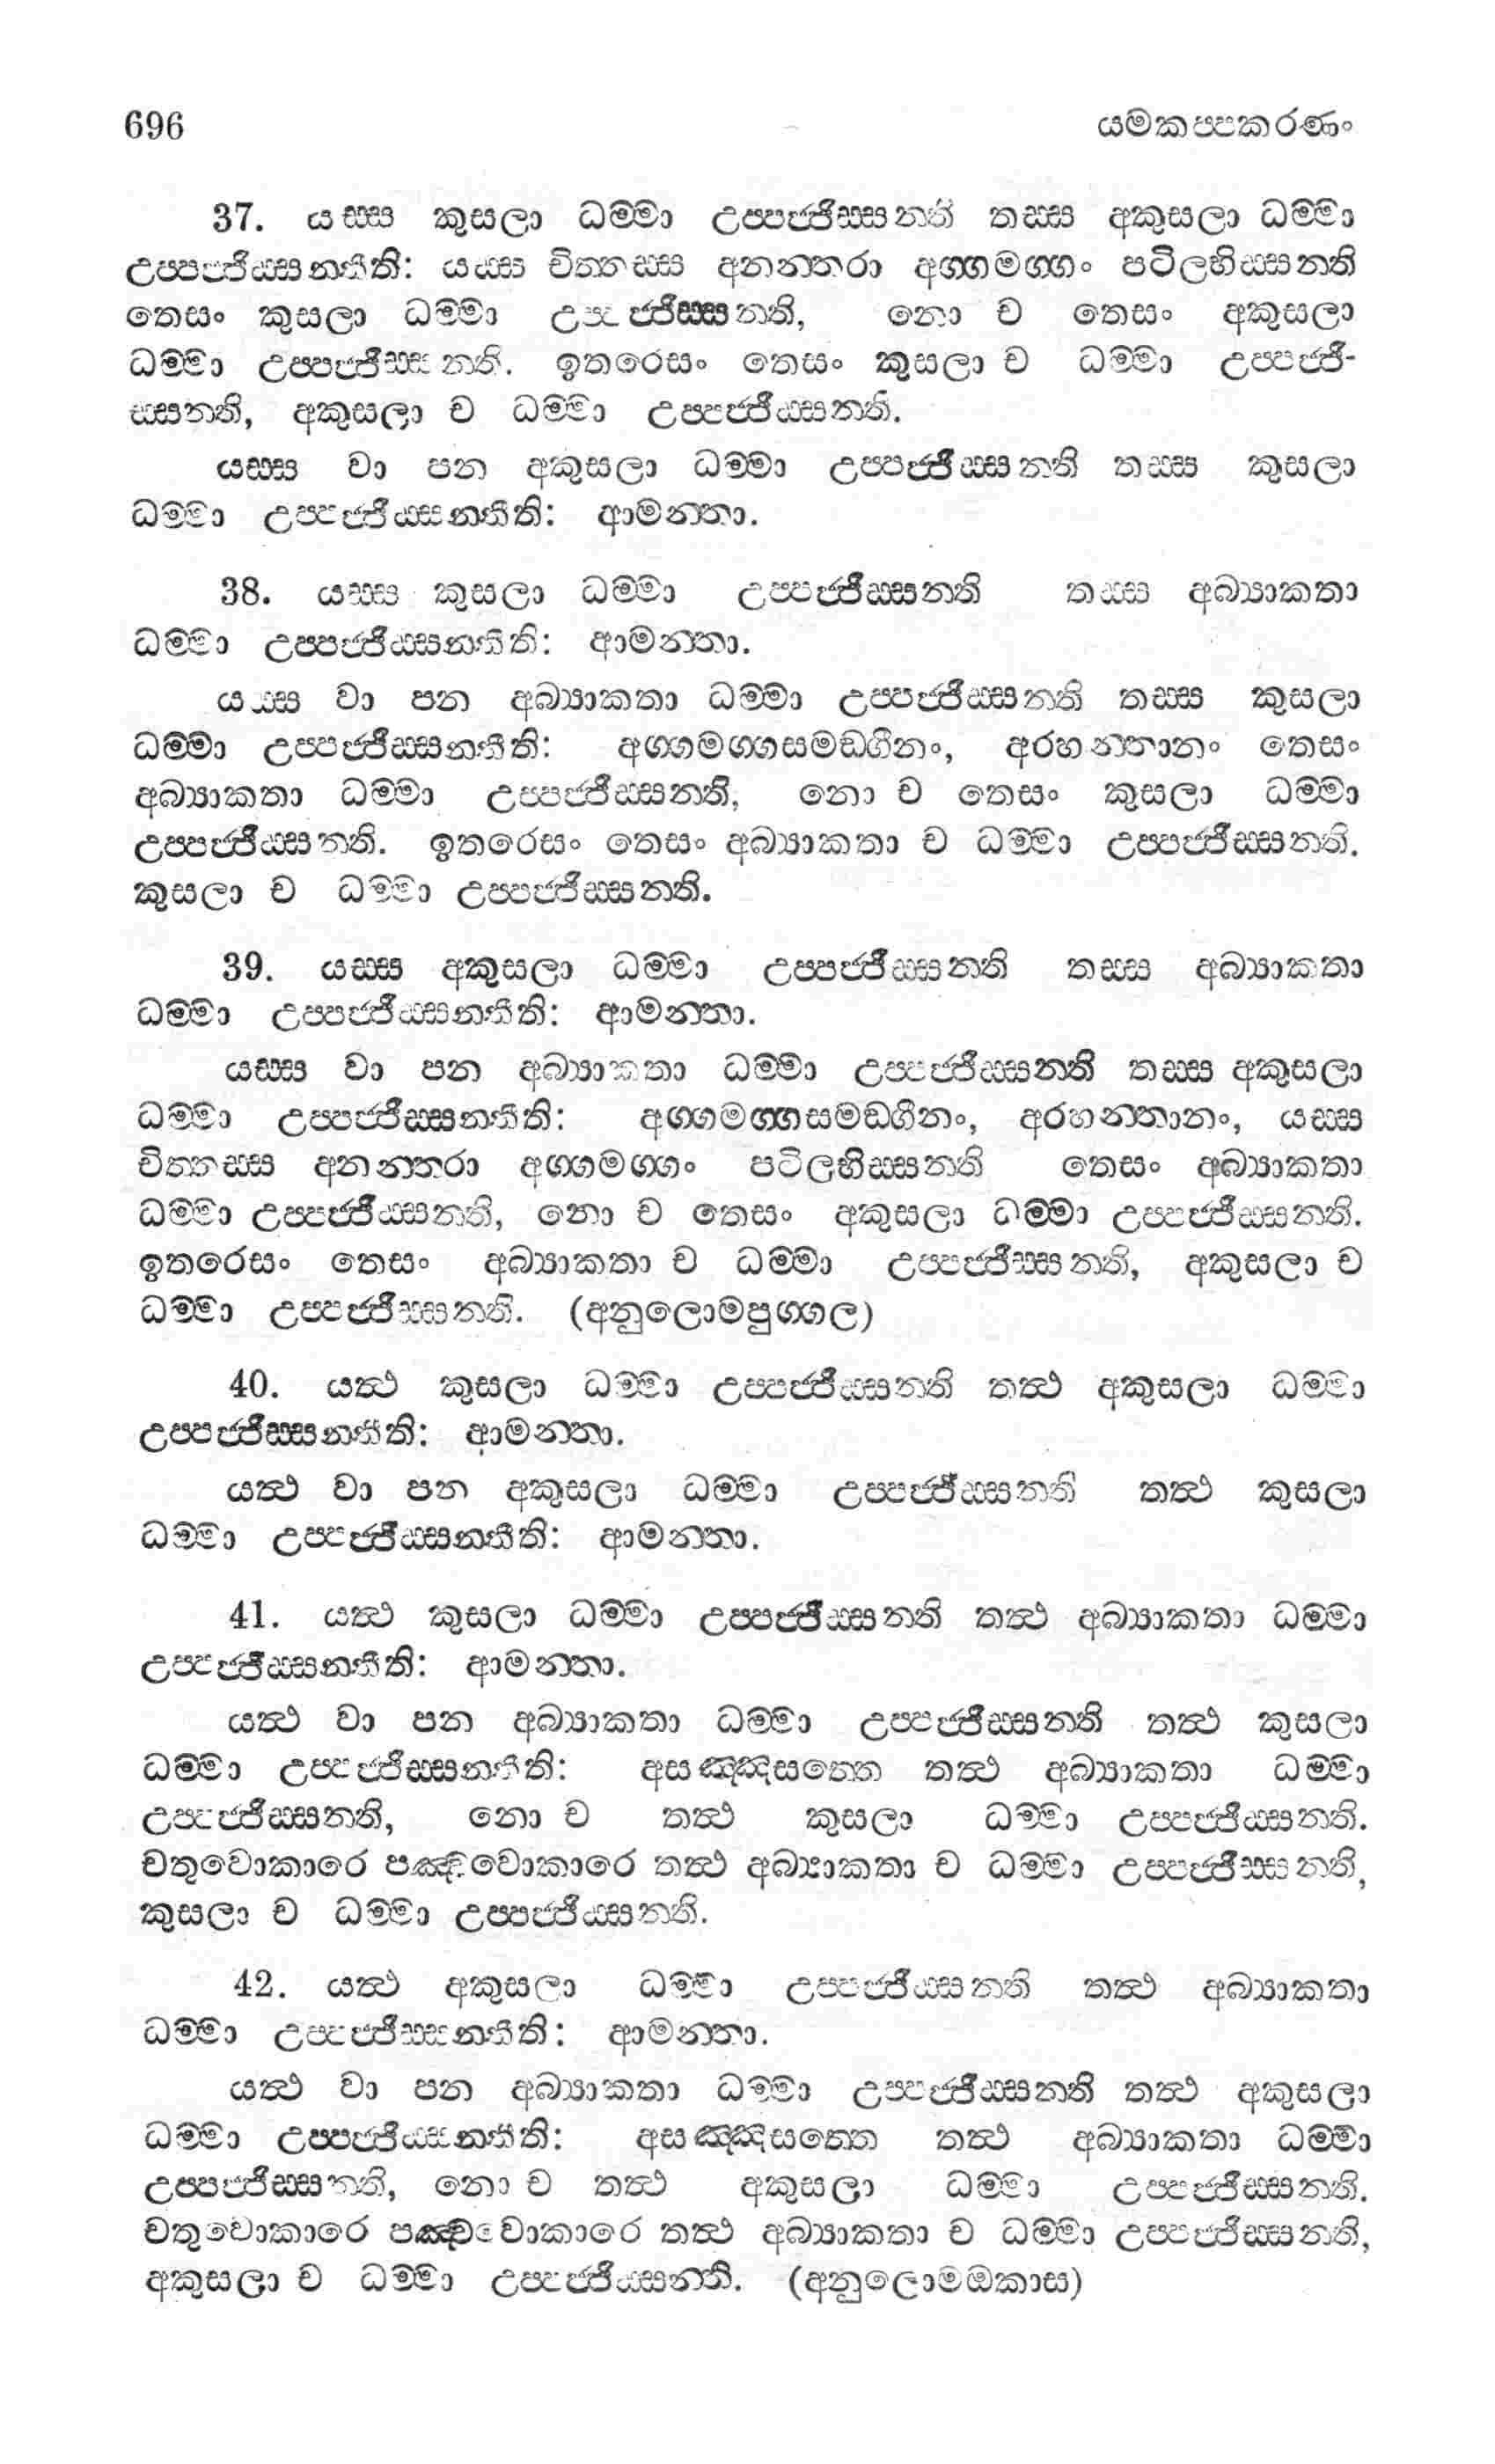 696 යමකප්පකරණං
37. යස්ස කුසලා ධම්මා උප්පජ්ජිස්සන්ති තස්ස අකුසලා ධම්මා
උප්පජ්ජිස්සන්තීති: යස්ස චිත්තස්ස අනන්තරා අග්ගමග්ගං පටිලභිස්සන්ති
තෙසං කුසලා ධම්මා උප්පජ්ජිස්සන්ති, නො ච තෙසං අකුසලා
ධම්මා උප්පජ්ජිස්සන්ති. ඉතරෙසං තෙසං කුසලා ච ධම්මා උප්පජ්ජි-
ස්සන්ති, අකුසලා ච ධම්මා උප්පජ්ජිස්සන්ති.
යස්ස වා පන අකුසලා ධම්මා උප්පජ්ජිස්සන්ති තස්ස කුසලා
ධම්මා උප්පජ්ජිස්සන්තීති: ආමන්තා.
38. යස්ස කුසලා ධම්මා උප්පජ්ජිස්සන්ති තස්ස අබ්‍යාකතා
ධම්මා උප්පජ්ජිස්සන්තීති: ආමන්තා.
යස්ස වා පන අබ්‍යාකතා ධම්මා උප්පජ්ජිස්සන්ති තස්ස කුසලා
ධම්මා උප්පජ්ජිස්සන්තීති: අග්ගමග්ගසමඞ්ගීනං, අරහන්තානං තෙසං
අබ්‍යාකතා ධම්මා උප්පජ්ජිස්සන්ති, නො ච තෙසං කුසලා ධම්මා
උප්පජ්ජිස්සන්ති. ඉතරෙසං තෙසං අබ්‍යාකතා ච ධම්මා උප්පජ්ජිස්සන්ති.
කුසලා ච ධම්මා උප්පජ්ජිස්සන්ති.
39. යස්ස අකුසලා ධම්මා උප්පජ්ජිස්සන්ති තස්ස අබ්‍යාකතා
ධම්මා උප්පජ්ජිස්සන්තීති: ආමන්තා.
යස්ස වා පන අබ්‍යාකතා ධම්මා උප්පජ්ජිස්සන්ති තස්ස අකුසලා
ධම්මා උප්පජ්ජිස්සන්තීති: අග්ගමග්ගසමඞ්ගීනං, අරහන්තානං, යස්ස
චිත්තස්ස අනන්තරා අග්ගමග්ගං පටිලභිස්සන්ති තෙසං අබ්‍යාකතා
ධම්මා උප්පජ්ජිස්සන්ති, නො ච තෙසං අකුසලා ධම්මා උප්පජ්ජිස්සන්ති.
ඉතරෙසං තෙසං අබ්‍යාකතා ච ධම්මා උප්පජ්ජිස්සන්ති, අකුසලා ච
ධම්මා උප්පජ්ජිස්සන්ති. (අනුලොමපුග්ගල)
40. යත්ථ කුසලා ධම්මා උප්පජ්ජිස්සන්ති තත්ථ අකුසලා ධම්මා
උප්පජ්ජිස්සන්තීති: ආමන්තා.
යත්ථ වා පන අකුසලා ධම්මා උප්පජ්ජිස්සන්ති තත්ථ කුසලා
ධම්මා උප්පජ්ජිස්සන්තීති: ආමන්තා.
41. යත්ථ කුසලා ධම්මා උප්පජ්ජිස්සන්ති තත්ථ අබ්‍යාකතා ධම්මා
උප්පජ්ජිස්සන්තීති: ආමන්තා.
යත්ථ වා පන අබ්‍යාකතා ධම්මා උප්පජ්ජිස්සන්ති තත්ථ කුසලා
ධම්මා උප්පජ්ජිස්සන්තීති: අසඤ්ඤසත්තෙ තත්ථ අබ්‍යාකතා ධම්මා
උප්පජ්ජිස්සන්ති, නො ච තත්ථ කුසලා ධම්මා උප්පජ්ජිස්සන්ති.
චතුවොකාරෙ පඤ්චවොකාරෙ තත්ථ අබ්‍යාකතා ච ධම්මා උප්පජ්ජිස්සන්ති,
කුසලා ච ධම්මා උප්පජ්ජිස්සන්ති.
42. යත්ථ අකුසලා ධම්මා උප්පජ්ජිස්සන්ති තත්ථ අබ්‍යාකතා
ධම්මා උප්පජ්ජිස්සන්තීති: ආමන්තා.
යත්ථ වා පන අබ්‍යාකතා ධම්මා උප්පජ්ජිස්සන්ති තත්ථ අකුසලා
ධම්මා උප්පජ්ජිස්සන්තීති: අසඤ්ඤසත්තෙ තත්ථ අබ්‍යාකතා ධම්මා
උප්පජ්ජිස්සන්ති, නො ච තත්ථ අකුසලා ධම්මා උප්පජ්ජිස්සන්ති.
චතුවොකාරෙ පඤ්චවොකාරෙ තත්ථ අබ්‍යාකතා ච ධම්මා උප්පජ්ජිස්සන්ති,
අකුසලා ච ධම්මා උප්පජ්ජිස්සන්ති. (අනුලොමඔකාස)